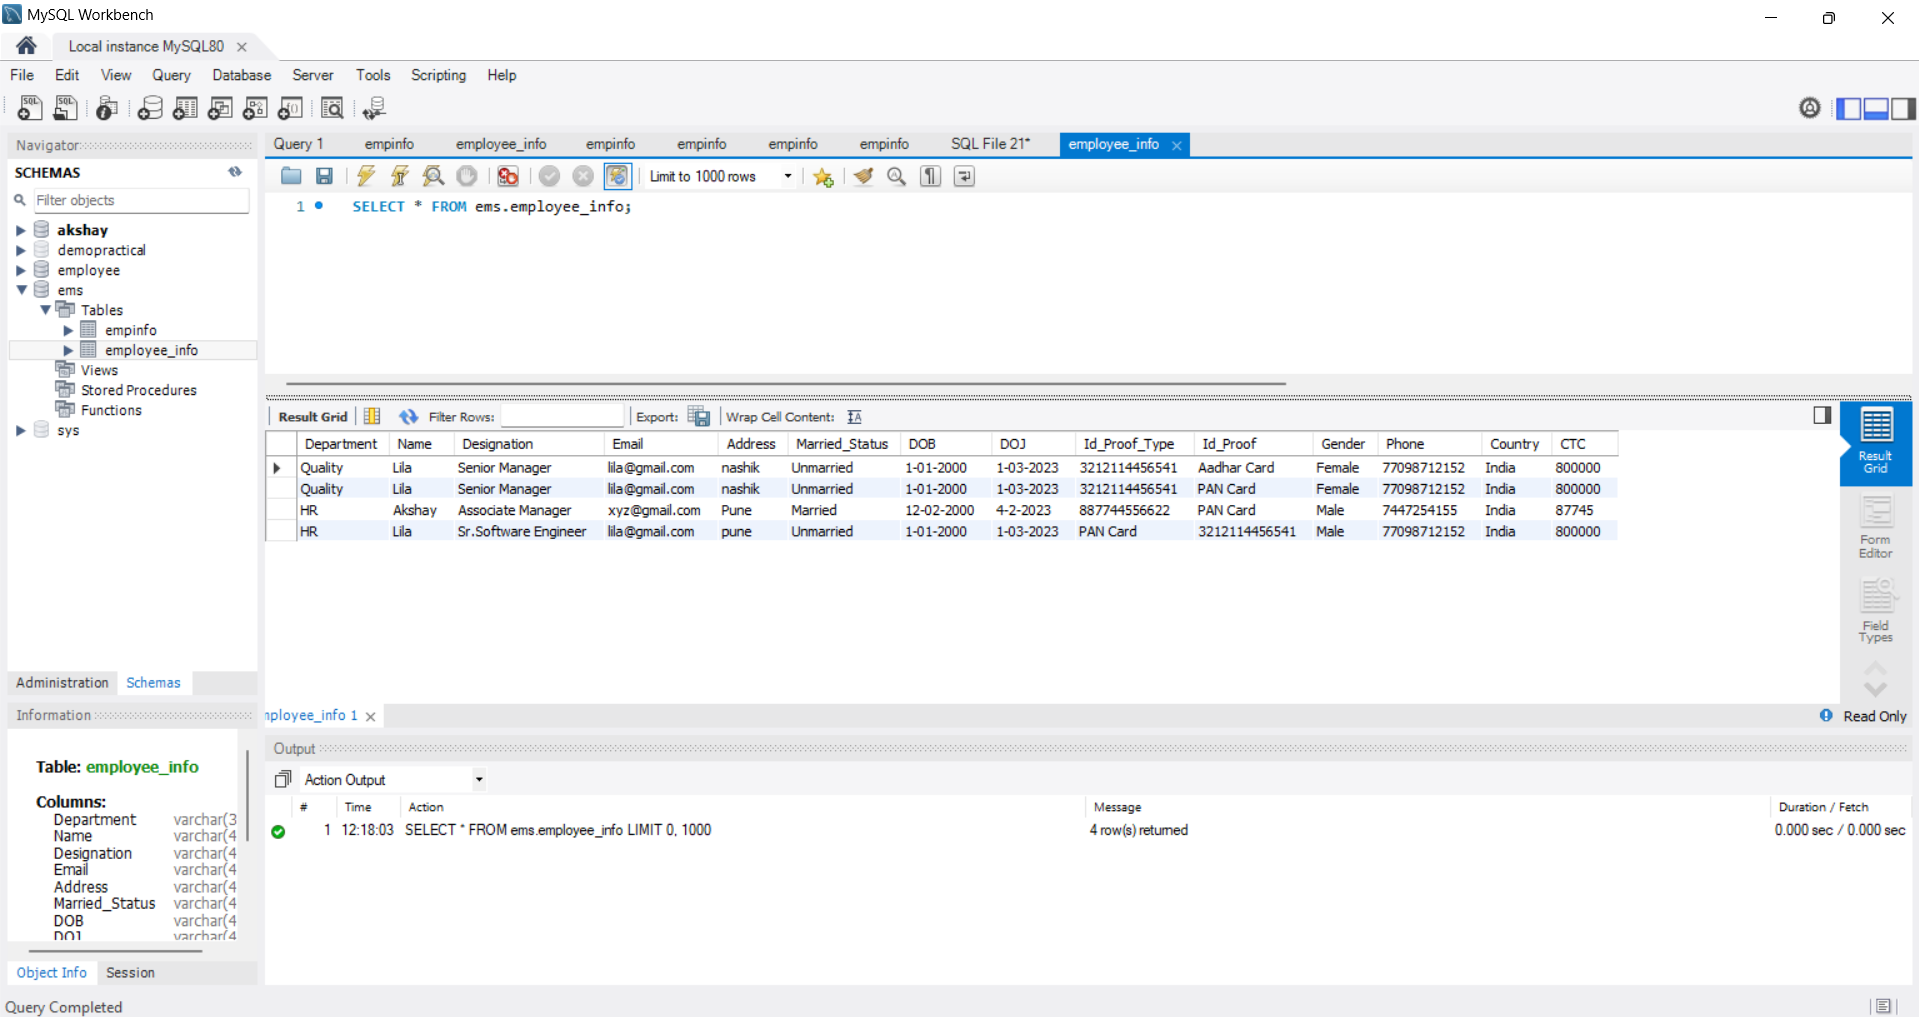 MySQL Workbench
Local instance MySQL80
File Edit View Query Database Server Tools Scripting Help
Navigator
SCHEMAS
Filter objects
akshay
demopractical
employee
ems
Tables
empinfo
employee_info
Views
Stored Procedures
Functions
sys
Administration Schemas
Information
Table: employee_info
Columns:
Department varchar(3
Name varchar(4
Designation varchar(4
Email varchar(4
Address varchar(4
Married_Status varchar(4
DOB varchar(4
DOJ varchar(4
Object Info Session
Query Completed
Query 1 empinfo employee_info empinfo empinfo empinfo empinfo SQL File 21* employee_info
Limit to 1000 rows
1 SELECT * FROM ems.employee_info;
Result Grid Filter Rows: Export: Wrap Cell Content:
Department Name Designation Email Address Married_Status DOB DOJ Id_Proof_Type Id_Proof Gender Phone Country CTC
Quality Lila Senior Manager lila@gmail.com nashik Unmarried 1-01-2000 1-03-2023 3212114456541 Aadhar Card Female 77098712152 India 800000
Quality Lila Senior Manager lila@gmail.com nashik Unmarried 1-01-2000 1-03-2023 3212114456541 PAN Card Female 77098712152 India 800000
HR Akshay Associate Manager xyz@gmail.com Pune Married 12-02-2000 4-2-2023 887744556622 PAN Card Male 7447254155 India 87745
HR Lila Sr.Software Engineer lila@gmail.com pune Unmarried 1-01-2000 1-03-2023 PAN Card 3212114456541 Male 77098712152 India 800000
Result
Grid
Form
Editor
Field
Types
mployee_info 1
Read Only
Output
Action Output
# Time Action Message Duration / Fetch
1 12:18:03 SELECT * FROM ems.employee_info LIMIT 0, 1000 4 row(s) returned 0.000 sec / 0.000 sec